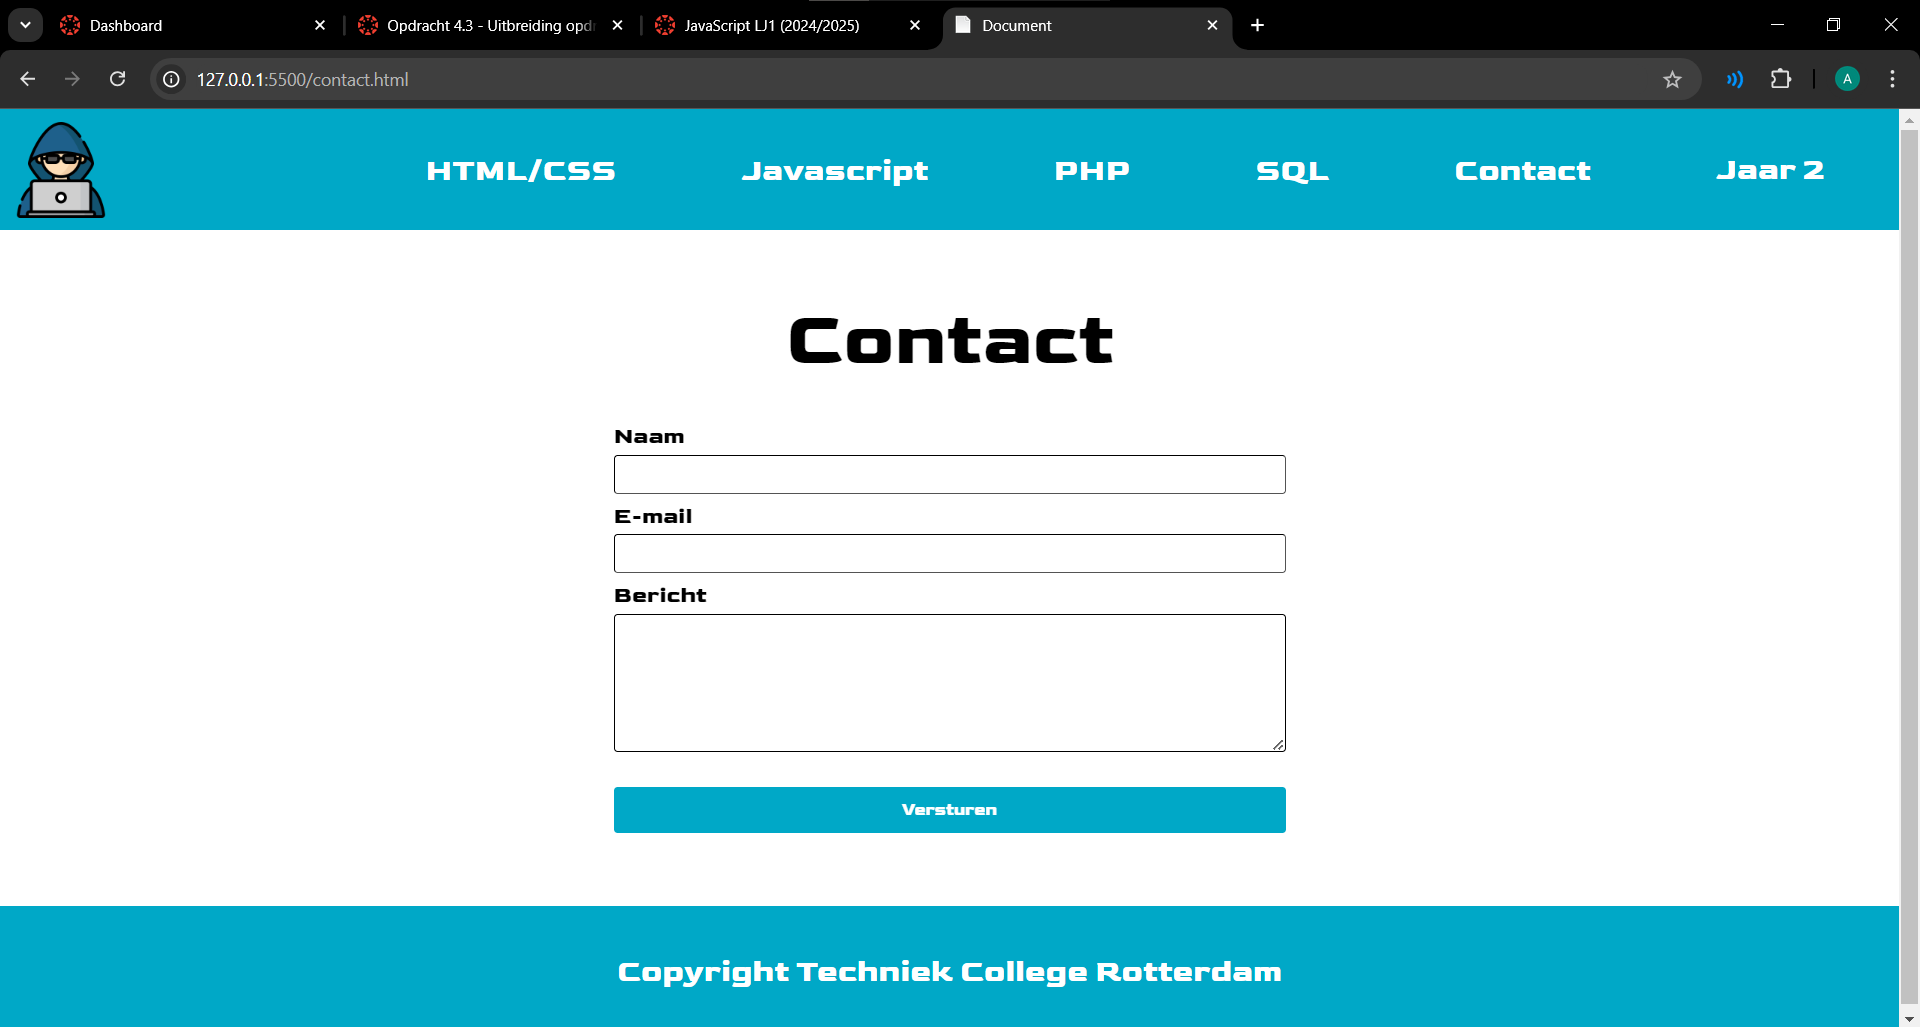 Dashboard
Opdracht 4.3 - Uitbreiding opdr
JavaScript LJ1 (2024/2025)
Document
127.0.0.1:5500/contact.html
A
HTML/CSS
Javascript
PHP
SQL
Contact
Jaar 2
Contact
Naam
E-mail
Bericht
Versturen
Copyright Techniek College Rotterdam